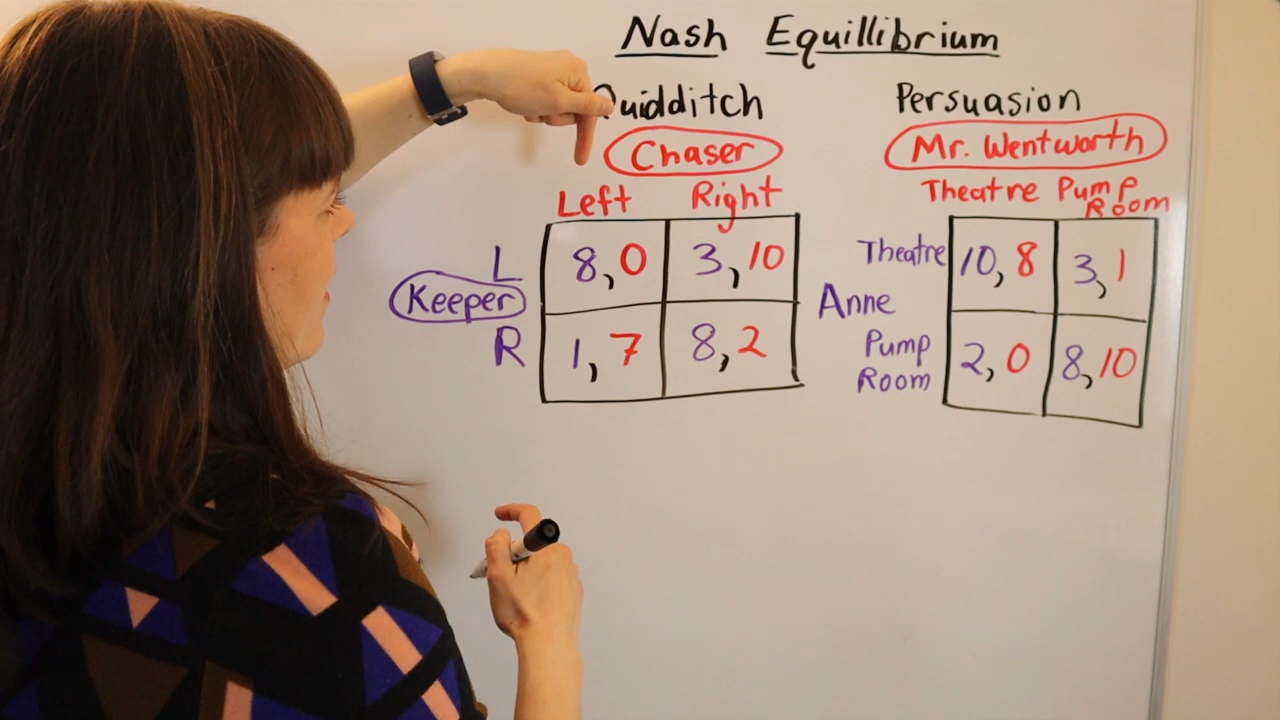 Nash Equillibrium
Quidditch
Chaser
Left Right
L 8,0 3,10
Keeper
R 1,7 8,2
Persuasion
Mr. Wentworth
Theatre Pump Room
Theatre 10,8 3,1
Anne
Pump Room 2,0 8,10